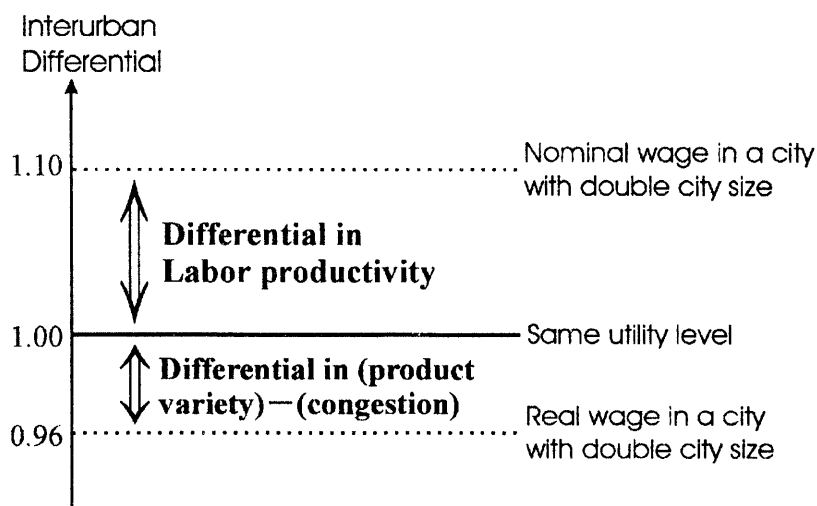 Interurban
Differential
1.10
Nominal wage in a city
with double city size
Differential in
Labor productivity
1.00
Same utility level
Differential in (product
variety)—(congestion)
0.96
Real wage in a city
with double city size